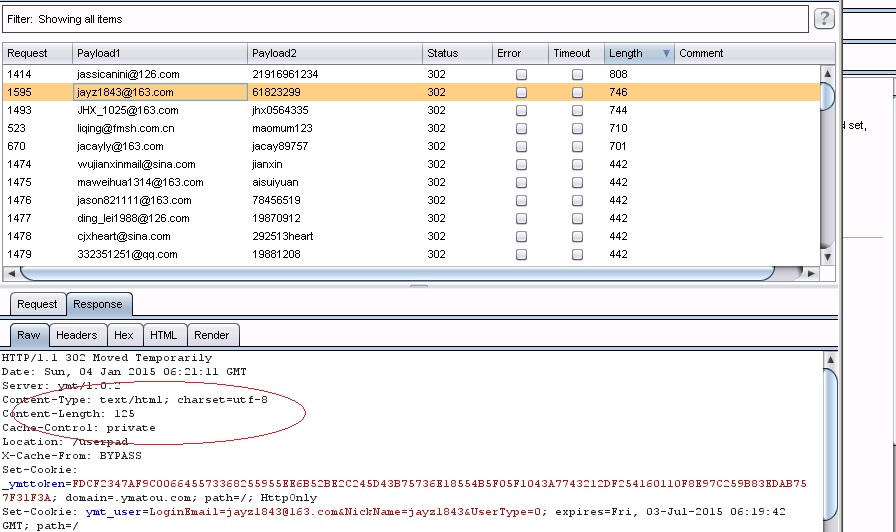 Filter: Showing all items
?
Request Payload1 Payload2 Status Error Timeout Length Comment
1414 jassicanini@126.com 21916961234 302 808
1595 jayz1843@163.com 61823299 302 746
1493 JHX_1025@163.com jhx0564335 302 744
523 liqing@fmsh.com.cn maomum123 302 710
670 jacayly@163.com jacay89757 302 701
1474 wujianxinmail@sina.com jianxin 302 442
1475 maweihua1314@163.com aisuiyuan 302 442
1476 jason821111@163.com 78456519 302 442
1477 ding_lei1988@126.com 19870912 302 442
1478 cjxheart@sina.com 292513heart 302 442
1479 332351251@qq.com 19881208 302 442
set,
Request Response
Raw Headers Hex HTML Render
HTTP/1.1 302 Moved Temporarily
Date: Sun, 04 Jan 2015 06:21:11 GMT
Server: ymt/1.0.2
Content-Type: text/html; charset=utf-8
Content-Length: 125
Cache-Control: private
Location: /userpad
X-Cache-From: BYPASS
Set-Cookie:
_ymttoken=FDCF2347AF9C006645573368255955EE6B52BE2C245D43B75736E18554B5F05F1043A7743212DF254160110F8E97C259B83EDAB75
7F31F3A; domain=.ymatou.com; path=/; HttpOnly
Set-Cookie: ymt_user=LoginEmail=jayz1843@163.com&NickName=jayz1843&UserType=0; expires=Fri, 03-Jul-2015 06:19:42
GMT; path=/